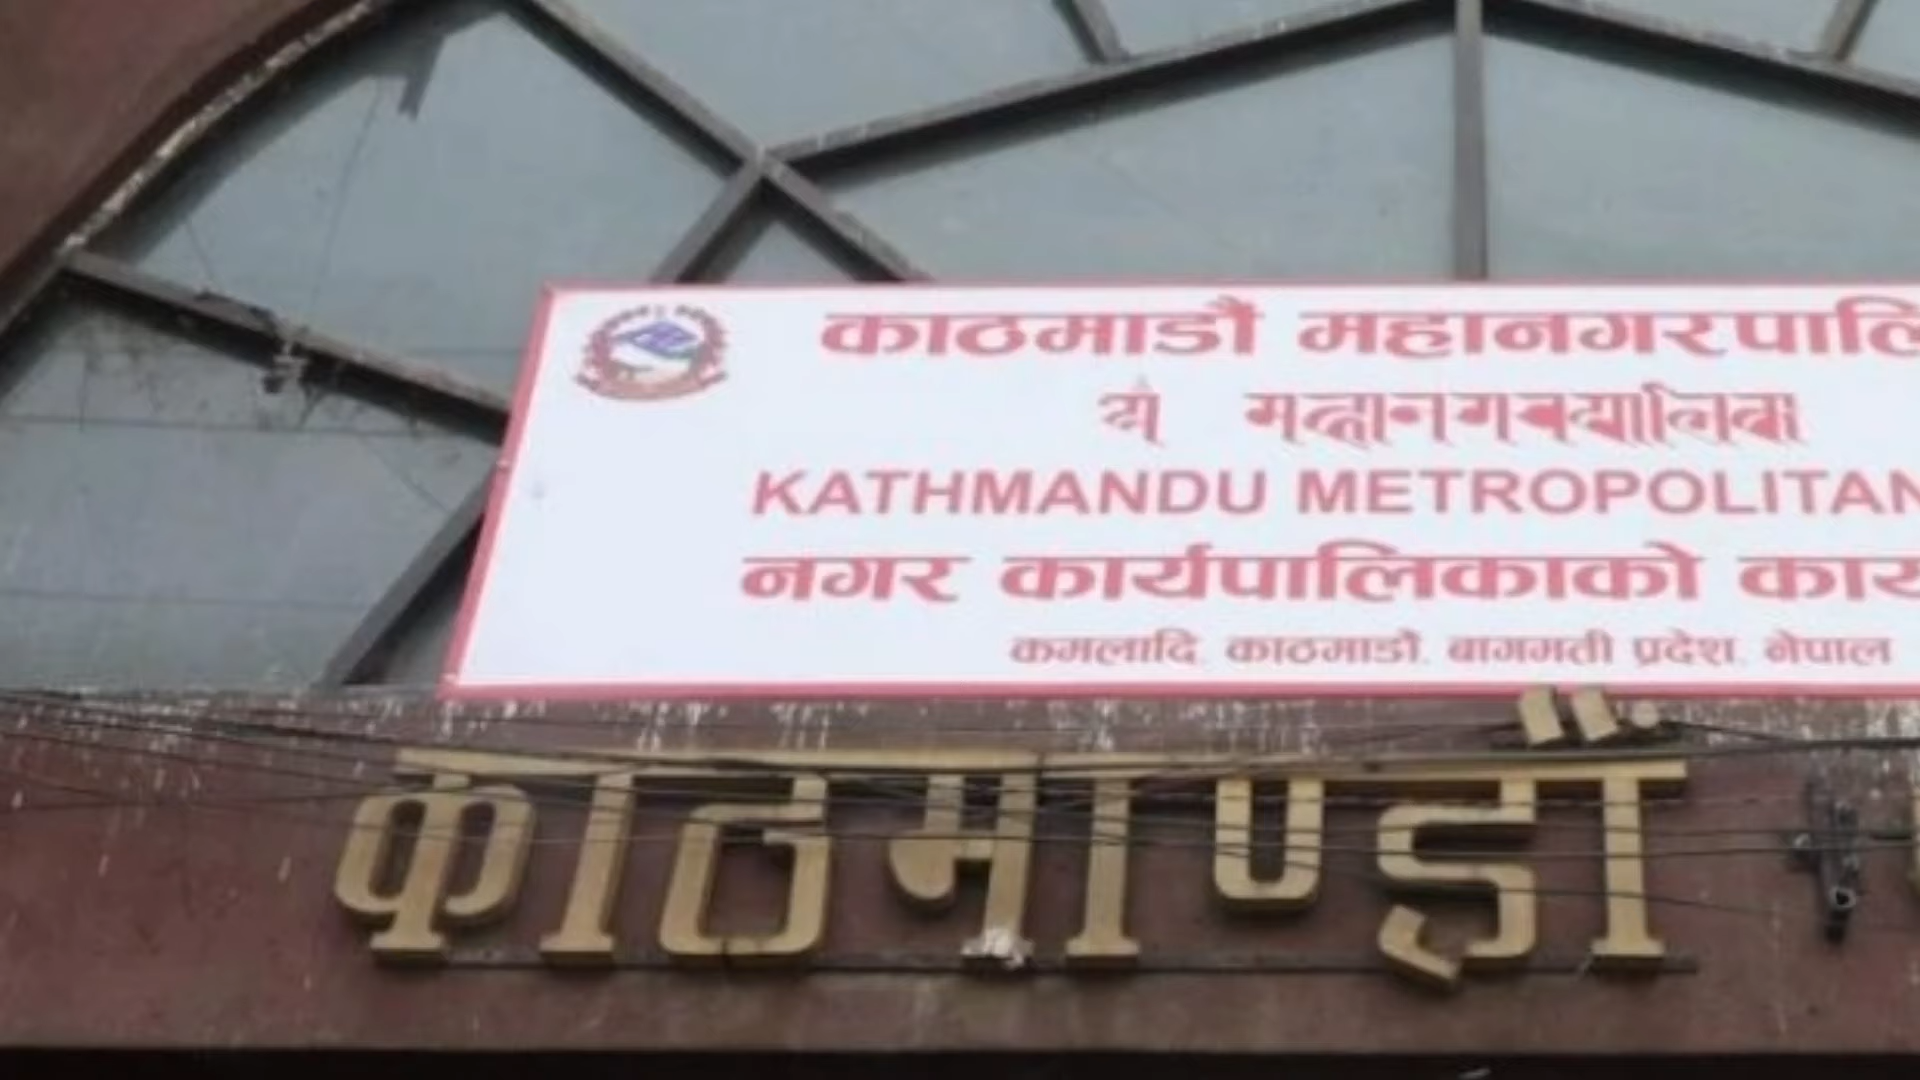 काठमाडौं महानगरपालि
KATHMANDU METROPOLITAN
नगर कार्यपालिकाको कार्य
कमलादि, काठमाडौं, बागमती प्रदेश, नेपाल
काठमाण्डौं